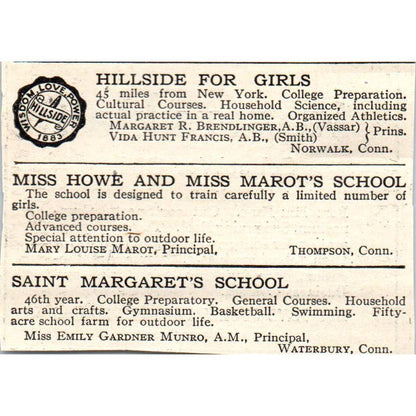 WISDOM, LOVE, POWER
HILLSIDE
1883
HILLSIDE FOR GIRLS
45 miles from New York. College Preparation.
Cultural Courses. Household Science, including
actual practice in a real home. Organized Athletics.
MARGARET R. BRENDLINGER, A.B., (Vassar) } Prins.
VIDA HUNT FRANCIS, A.B., (Smith)
NORWALK, Conn.
MISS HOWE AND MISS MAROT'S SCHOOL
The school is designed to train carefully a limited number of
girls.
College preparation.
Advanced courses.
Special attention to outdoor life.
MARY LOUISE MAROT, Principal, THOMPSON, Conn.
SAINT MARGARET'S SCHOOL
46th year. College Preparatory. General Courses. Household
arts and crafts. Gymnasium. Basketball. Swimming. Fifty-
acre school farm for outdoor life.
MISS EMILY GARDNER MUNRO, A.M., Principal,
WATERBURY, Conn.